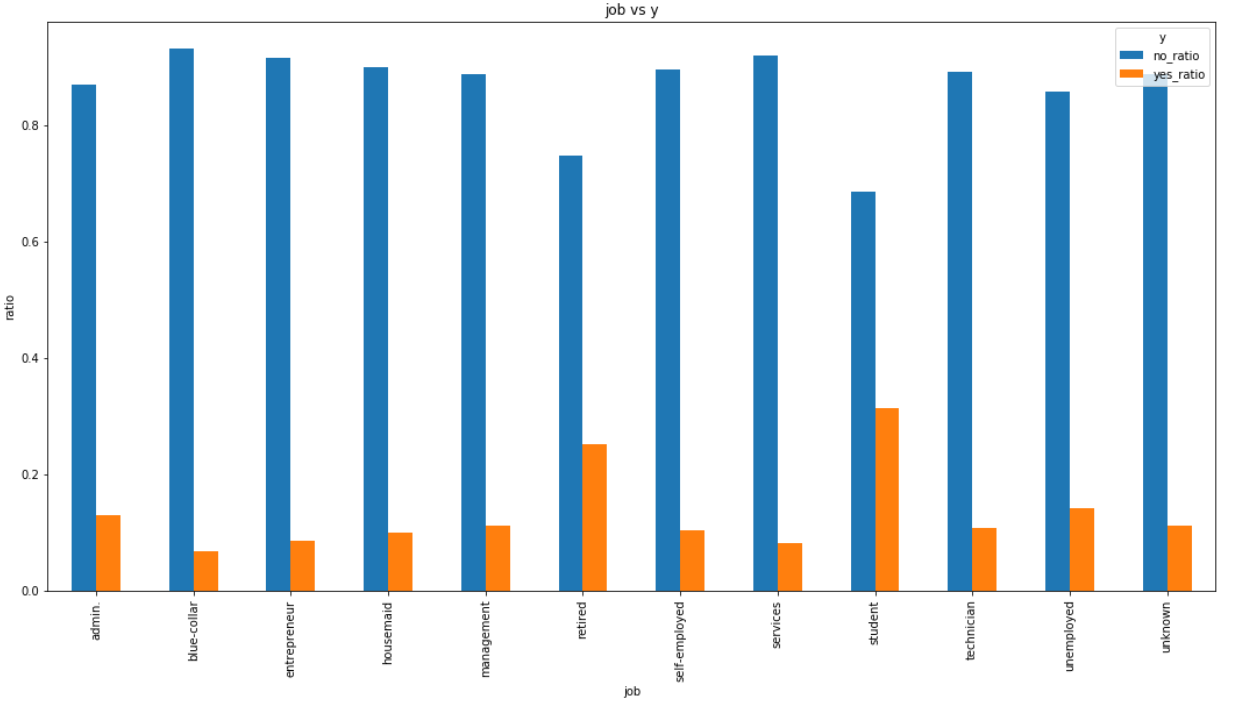 job vs y
y
no_ratio
yes_ratio
ratio
0.8
0.6
0.4
0.2
0.0
admin.
blue-collar
entrepreneur
housemaid
management
retired
self-employed
services
student
technician
unemployed
unknown
job